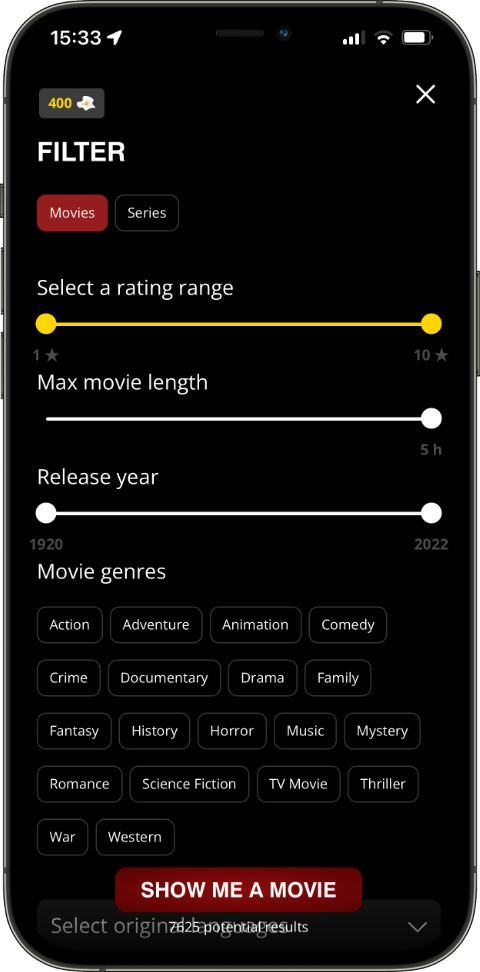 15:33
400
FILTER
Movies Series
Select a rating range
1 ★ 10 ★
Max movie length
5 h
Release year
1920 2022
Movie genres
Action Adventure Animation Comedy
Crime Documentary Drama Family
Fantasy History Horror Music Mystery
Romance Science Fiction TV Movie Thriller
War Western
SHOW ME A MOVIE
Select original languages
7625 potential results